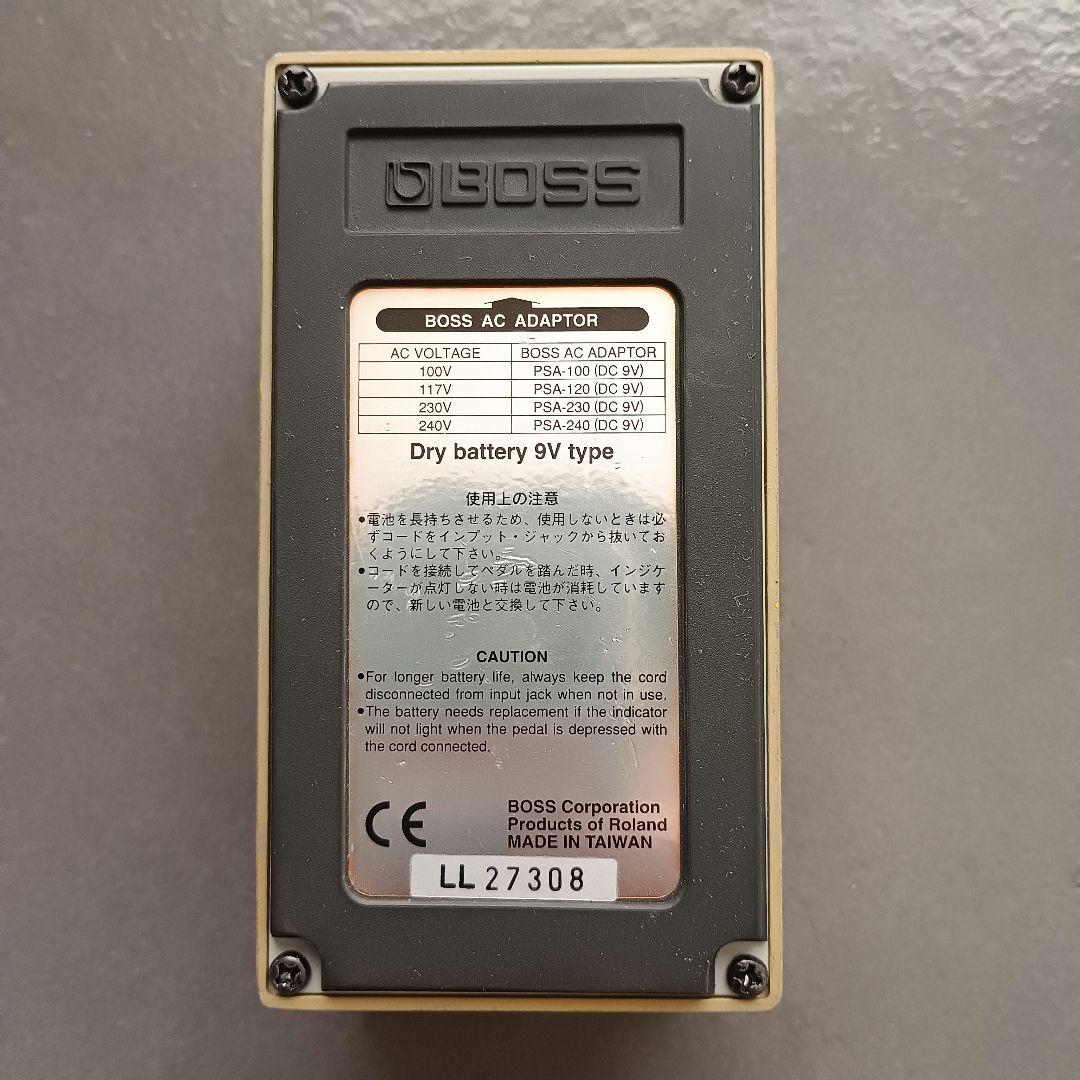 BOSS
BOSS AC ADAPTOR
AC VOLTAGE BOSS AC ADAPTOR
100V PSA-100 (DC 9V)
117V PSA-120 (DC 9V)
230V PSA-230 (DC 9V)
240V PSA-240 (DC 9V)
Dry battery 9V type
使用上の注意
●電池を長持ちさせるため、使用しないときは必
ずコードをインプット・ジャックから抜いてお
くようにして下さい。
●コードを接続してペダルを踏んだ時、インジケ
ーターが点灯しない時は電池が消耗しています
ので、新しい電池と交換して下さい。
CAUTION
●For longer battery life, always keep the cord
disconnected from input jack when not in use.
●The battery needs replacement if the indicator
will not light when the pedal is depressed with
the cord connected.
CE
BOSS Corporation
Products of Roland
MADE IN TAIWAN
LL 27308